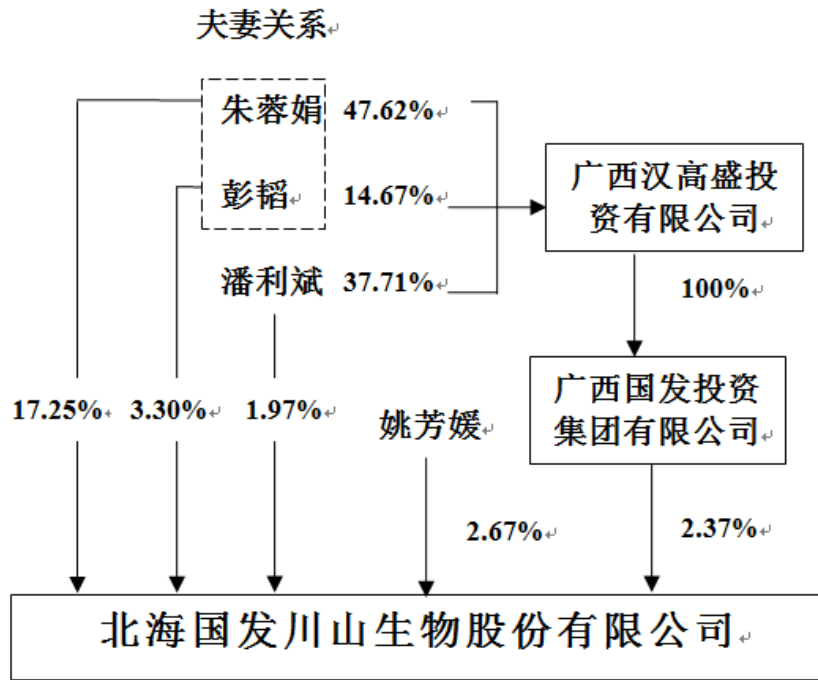 夫妻关系
朱蓉娟 47.62%
彭韬 14.67%
广西汉高盛投
资有限公司
潘利斌 37.71%
100%
广西国发投资
集团有限公司
17.25% 3.30% 1.97%
姚芳媛
2.67% 2.37%
北海国发川山生物股份有限公司